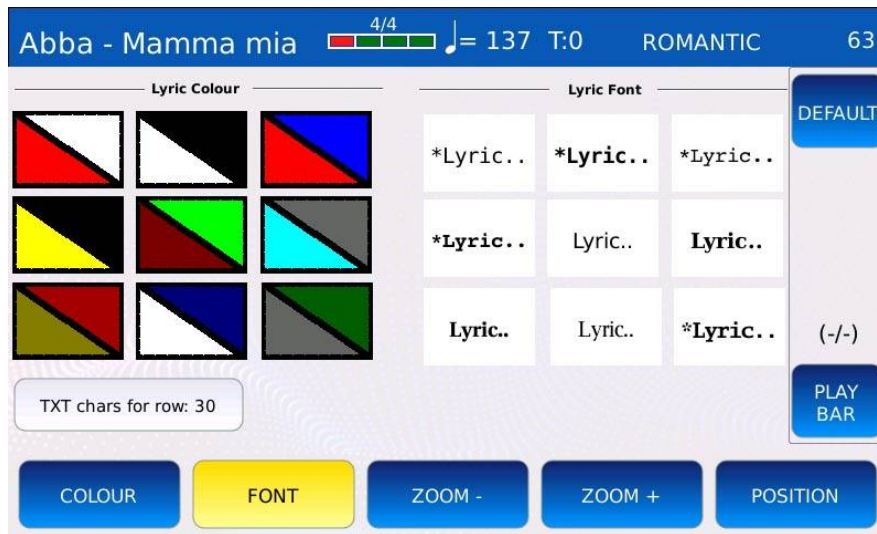 Abba - Mamma mia 4/4 = 137 T:0 ROMANTIC 63
Lyric Colour
Lyric Font
DEFAULT
*Lyric.. *Lyric.. *Lyric..
*Lyric.. Lyric.. Lyric..
Lyric.. Lyric.. *Lyric..
(-/-)
TXT chars for row: 30
PLAY
BAR
COLOUR FONT ZOOM - ZOOM + POSITION